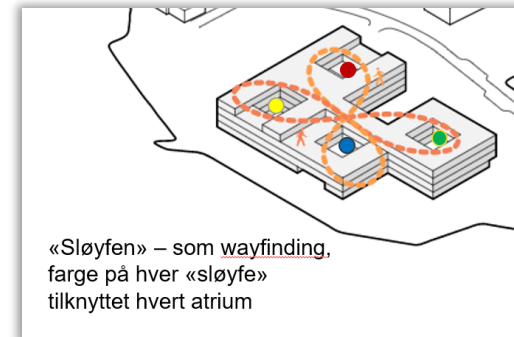 «Sløyfen» – som wayfinding,
farge på hver «sløyfe»
tilknyttet hvert atrium